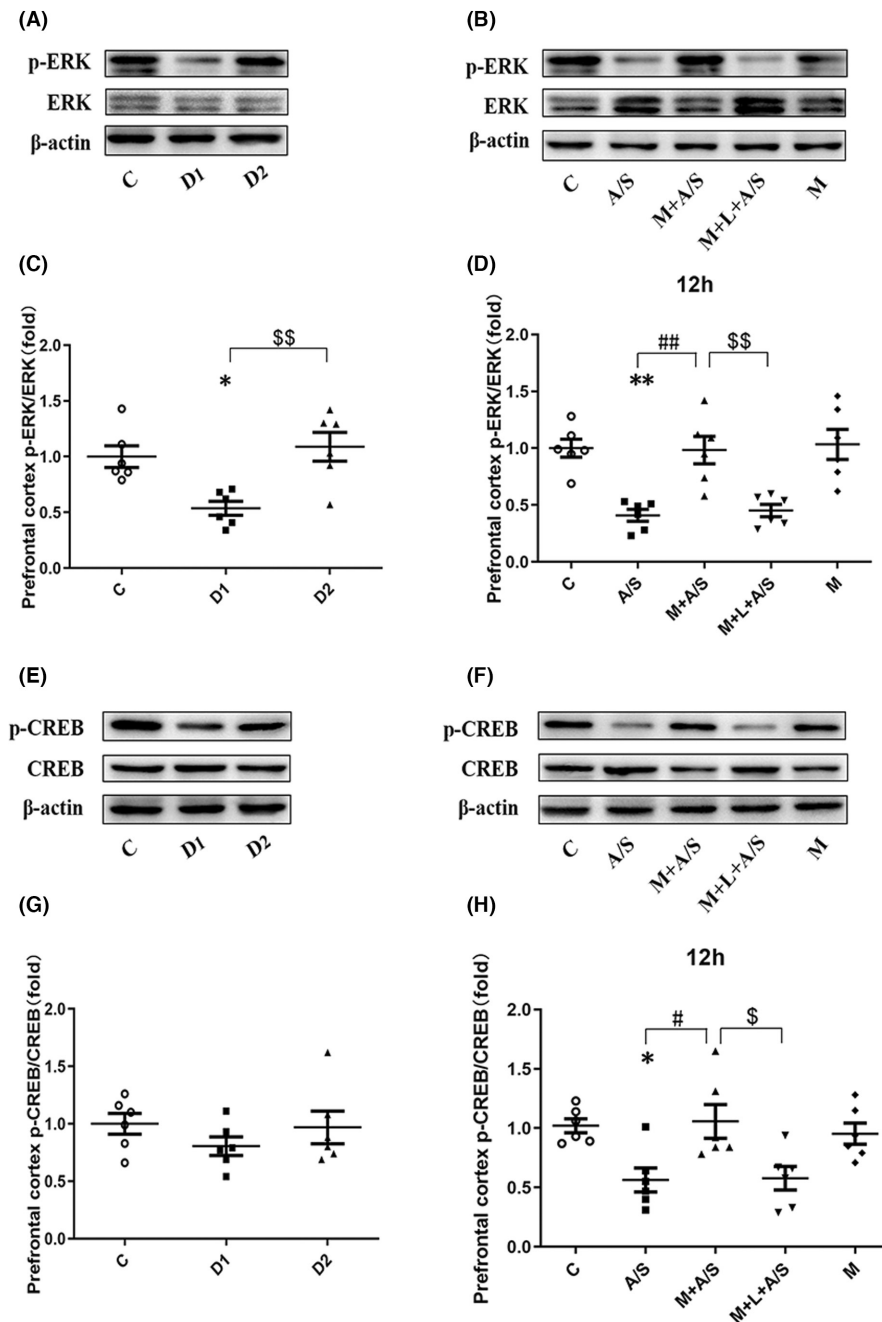 (A)
p-ERK
ERK
β-actin
C D1 D2
(B)
p-ERK
ERK
β-actin
C A/S M+A/S M+L+A/S M
(C)
Prefrontal cortex p-ERK/ERK(fold)
2.0
1.5
1.0
0.5
0.0
* $$
C D1 D2
(D)
12h
Prefrontal cortex p-ERK/ERK(fold)
2.0
1.5
1.0
0.5
0.0
** ## $$
C A/S M+A/S M+L+A/S M
(E)
p-CREB
CREB
β-actin
C D1 D2
(F)
p-CREB
CREB
β-actin
C A/S M+A/S M+L+A/S M
(G)
Prefrontal cortex p-CREB/CREB(fold)
2.0
1.5
1.0
0.5
0.0
C D1 D2
(H)
12h
Prefrontal cortex p-CREB/CREB(fold)
2.0
1.5
1.0
0.5
0.0
* # $
C A/S M+A/S M+L+A/S M